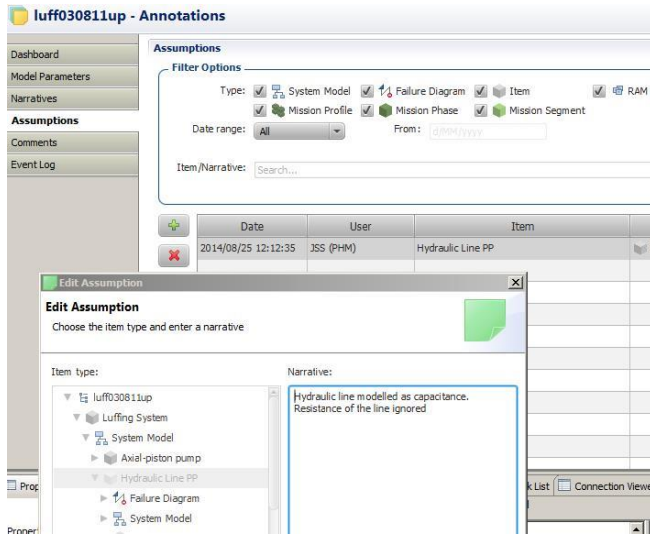 luff030811up - Annotations
Dashboard
Model Parameters
Narratives
Assumptions
Comments
Event Log
Assumptions
Filter Options
Type: System Model Failure Diagram Item RAM
Mission Profile Mission Phase Mission Segment
Date range: All From: d/MM/yyyy
Item/Narrative: Search...
Date User Item
2014/08/25 12:12:35 JSS (PHM) Hydraulic Line PP
Edit Assumption
Edit Assumption
Choose the item type and enter a narrative
Item type:
luff030811up
Luffing System
System Model
Axial-piston pump
Hydraulic Line PP
Failure Diagram
System Model
Narrative:
Hydraulic line modelled as capacitance.
Resistance of the line ignored
Prop
k List Connection Viewe
Proper